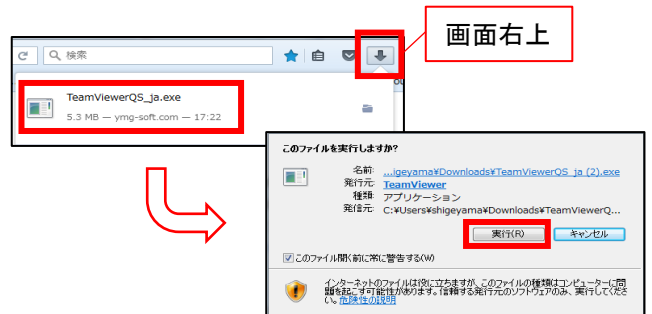 画面右上
検索
TeamViewerQS_ja.exe
5.3 MB — ymg-soft.com — 17:22
このファイルを実行しますか?
名前: ...igeyama¥Downloads¥TeamViewerQS_ja (2).exe
発行元: TeamViewer
種類: アプリケーション
発信元: C:¥Users¥shigeyama¥Downloads¥TeamViewerQ...
実行(R)
キャンセル
このファイル開く前に常に警告する(W)
インターネットのファイルは役に立ちますが、このファイルの種類はコンピューターに問
題を起こす可能性があります。信頼する発行元のソフトウェアのみ、実行してくださ
い。危険性の説明